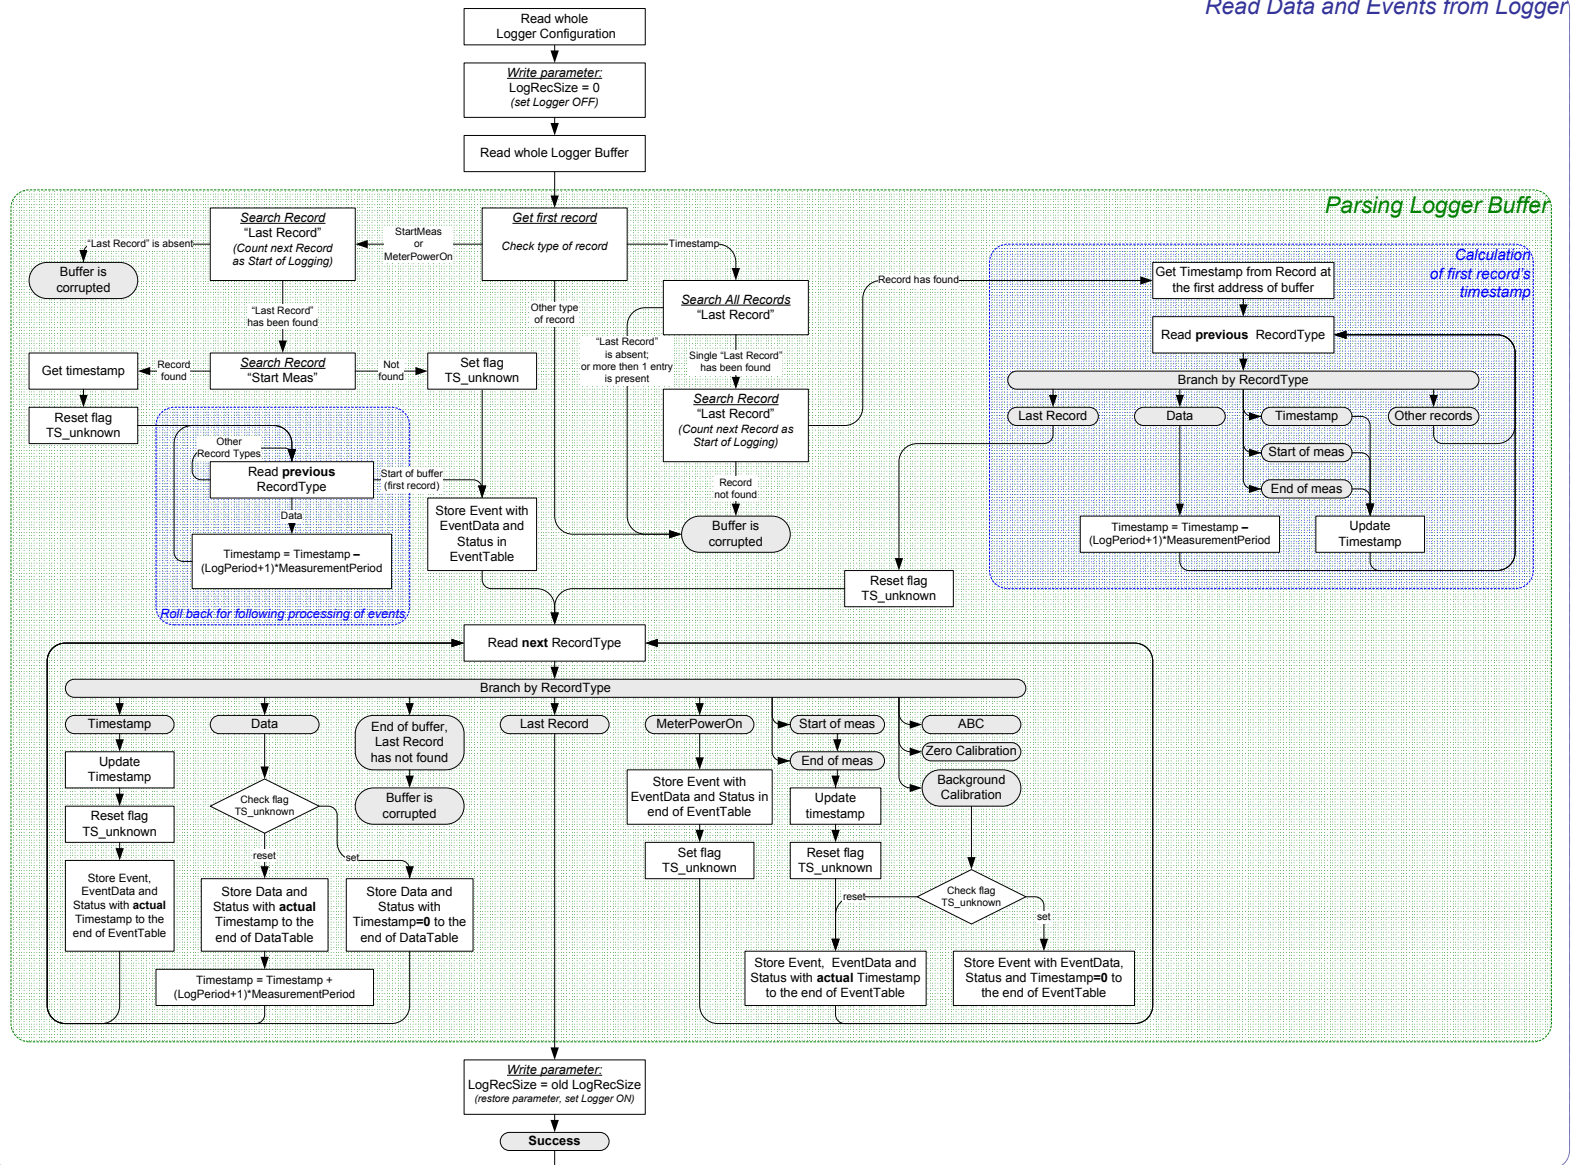 Read Data and Events from Logger
Read whole
Logger Configuration
Write parameter:
LogRecSize = 0
(set Logger OFF)
Read whole Logger Buffer
Parsing Logger Buffer
Search Record
“Last Record”
(Count next Record
as Start of Logging)
StartMeas
or
MeterPowerOn
Get first record
Check type of record
Timestamp
“Last Record” is absent
Buffer is
corrupted
“Last Record”
has been found
Other type
of record
Search All Records
“Last Record”
Record has found
Calculation
of first record's
timestamp
Get Timestamp from Record at
the first address of buffer
Read previous RecordType
“Last Record”
is absent;
or more then 1 entry
is present
Single “Last Record”
has been found
Get timestamp
Record
found
Search Record
“Start Meas”
Not
found
Set flag
TS_unknown
Branch by RecordType
Reset flag
TS_unknown
Search Record
“Last Record”
(Count next Record as
Start of Logging)
Last Record
Data
Timestamp
Other records
Start of meas
End of meas
Other
Record Types
Read previous
RecordType
Start of buffer
(first record)
Record
not found
Data
Store Event with
EventData and
Status in
EventTable
Buffer is
corrupted
Timestamp = Timestamp –
(LogPeriod+1)*MeasurementPeriod
Update
Timestamp
Timestamp = Timestamp –
(LogPeriod+1)*MeasurementPeriod
Reset flag
TS_unknown
Roll back for following processing of events
Read next RecordType
Branch by RecordType
Timestamp
Data
End of buffer,
Last Record
has not found
Last Record
MeterPowerOn
Start of meas
ABC
Zero Calibration
End of meas
Background
Calibration
Update
Timestamp
Reset flag
TS_unknown
Check flag
TS_unknown
Buffer is
corrupted
Store Event with
EventData and Status in
end of EventTable
Update
timestamp
Set flag
TS_unknown
Reset flag
TS_unknown
reset
set
Store Event,
EventData and
Status with actual
Timestamp to the
end of EventTable
Store Data and
Status with actual
Timestamp to the
end of DataTable
Store Data and
Status with
Timestamp=0 to the
end of DataTable
Check flag
TS_unknown
reset
set
Timestamp = Timestamp +
(LogPeriod+1)*MeasurementPeriod
Store Event, EventData and
Status with actual Timestamp
to the end of EventTable
Store Event with EventData,
Status and Timestamp=0 to
the end of EventTable
Write parameter:
LogRecSize = old LogRecSize
(restore parameter, set Logger ON)
Success